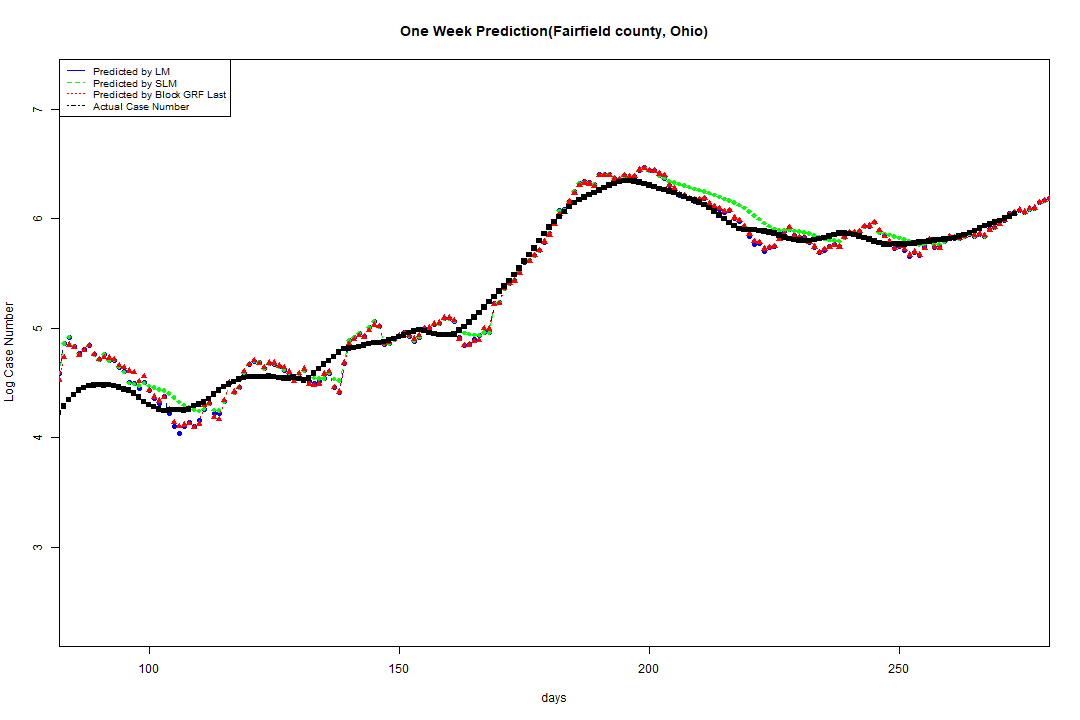 One Week Prediction(Fairfield county, Ohio)
Predicted by LM
Predicted by SLM
Predicted by Block GRF Last
Actual Case Number
7
6
5
4
3
Log Case Number
100 150 200 250
days